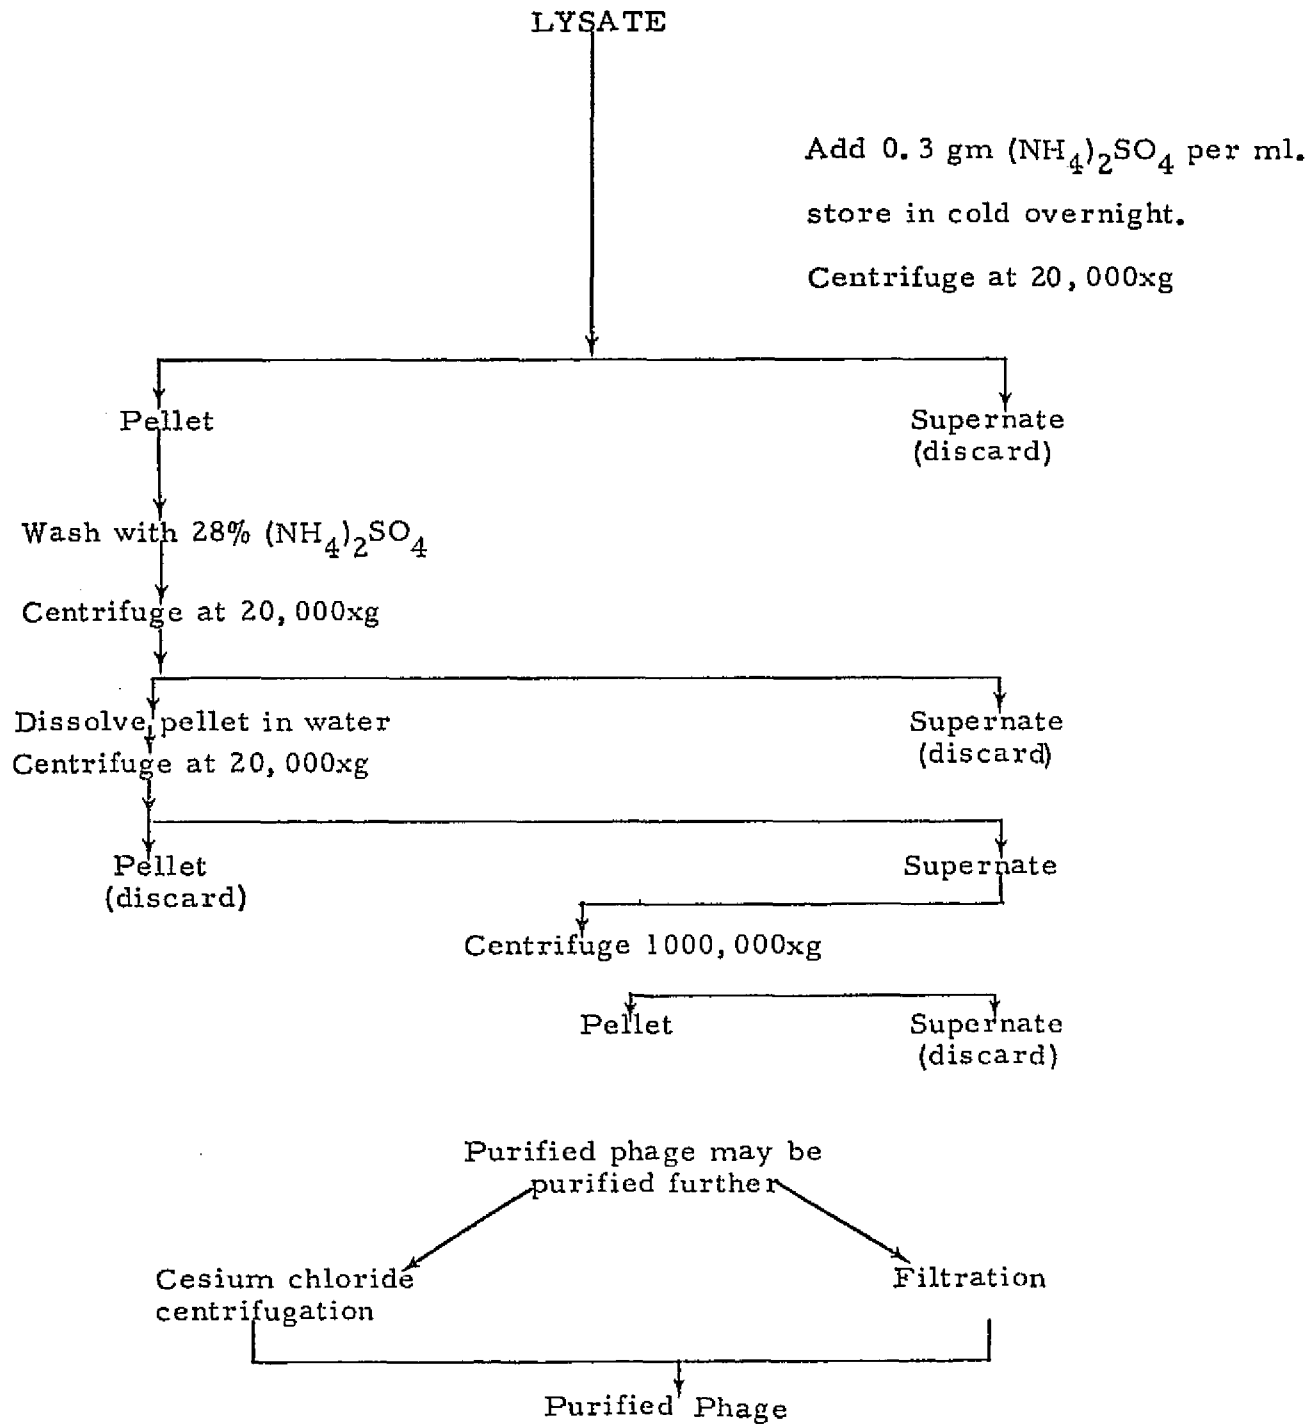 LYSATE
Add 0.3 gm (NH4)2SO4 per ml.
store in cold overnight.
Centrifuge at 20,000xg
Pellet
Supernate
(discard)
Wash with 28% (NH4)2SO4
Centrifuge at 20,000xg
Dissolve pellet in water
Centrifuge at 20,000xg
Supernate
(discard)
Pellet
(discard)
Supernate
Centrifuge 1000,000xg
Pellet
Supernate
(discard)
Purified phage may be
purified further
Cesium chloride
centrifugation
Filtration
Purified Phage